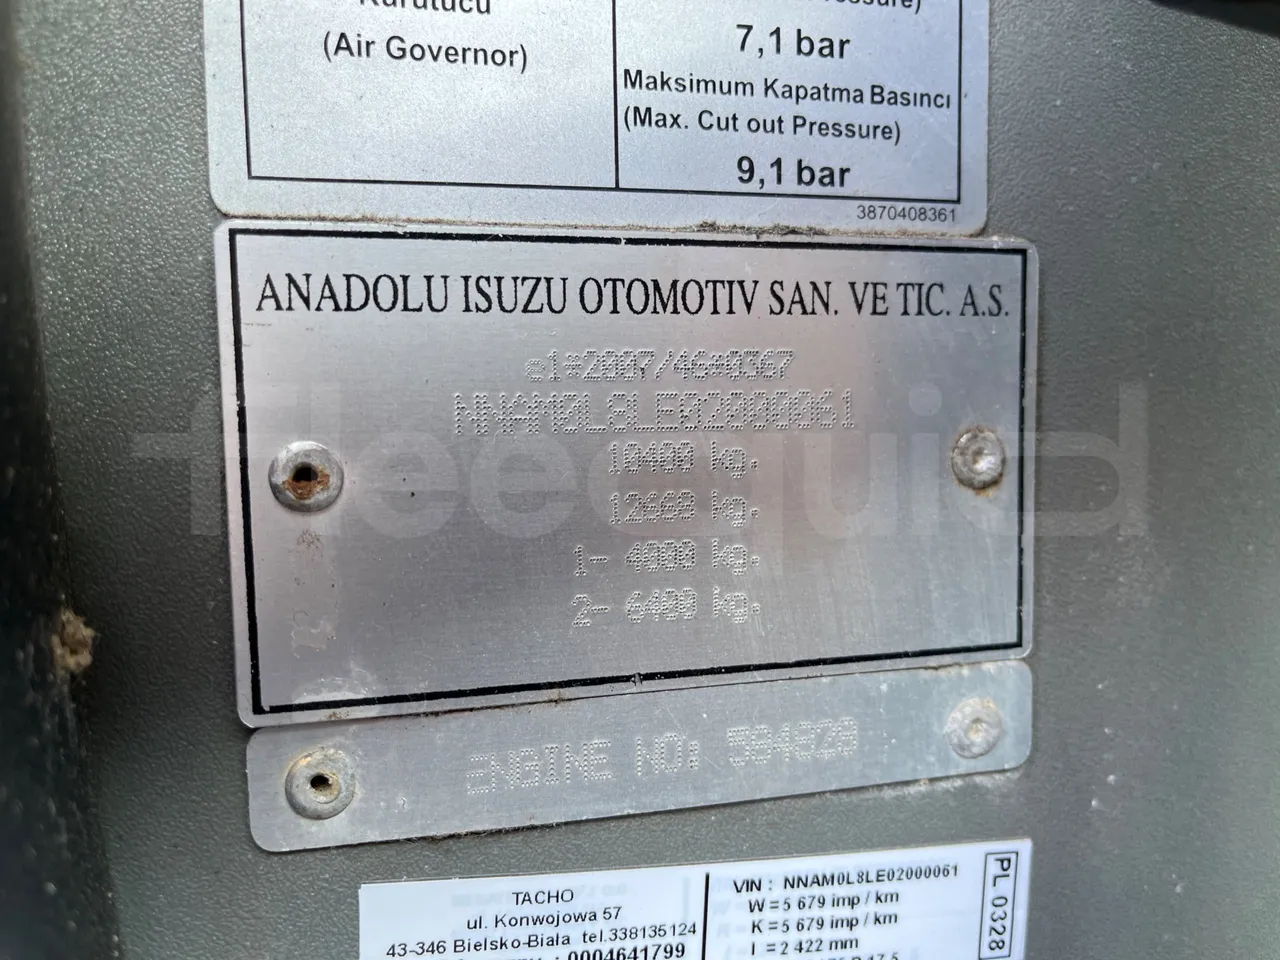 (Air Governor)
7,1 bar
Maksimum Kapatma Basıncı
(Max. Cut out Pressure)
9,1 bar
3870408361
ANADOLU ISUZU OTOMOTIV SAN. VE TIC. A.S.
e1*2007/46*0367
NNAM0L8LE02000061
10400 kg.
12660 kg.
1- 4000 kg.
2- 6400 kg.
fleequid
ENGINE NO: 5B4820
TACHO
ul. Konwojowa 57
43-346 Bielsko-Biała tel.338135124
0004641799
VIN : NNAM0L8LE02000061
W = 5 679 imp / km
K = 5 679 imp / km
l = 2 422 mm
PL 0328